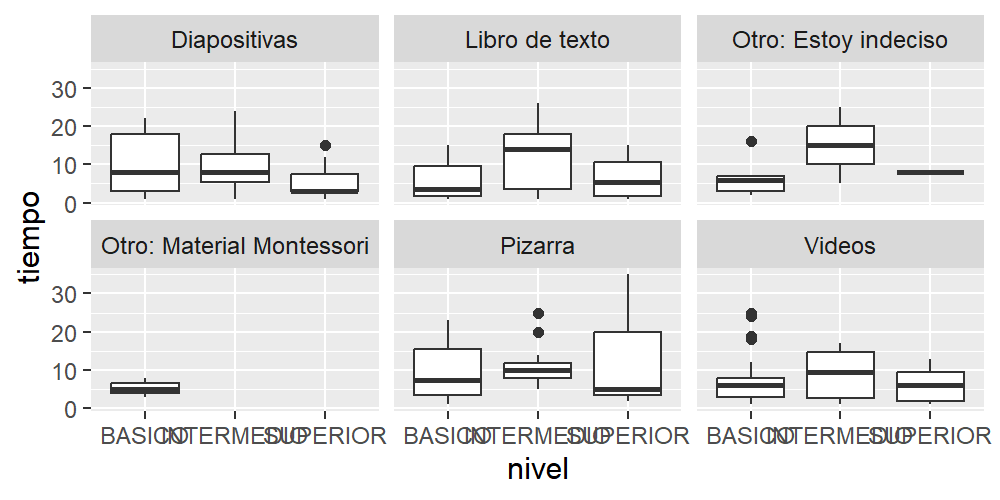 Diapositivas Libro de texto Otro: Estoy indeciso
30
20
10
0
Otro: Material Montessori Pizarra Videos
30
20
10
0
tiempo
BASICO INTERMEDIO SUPERIOR BASICO INTERMEDIO SUPERIOR BASICO INTERMEDIO SUPERIOR
nivel